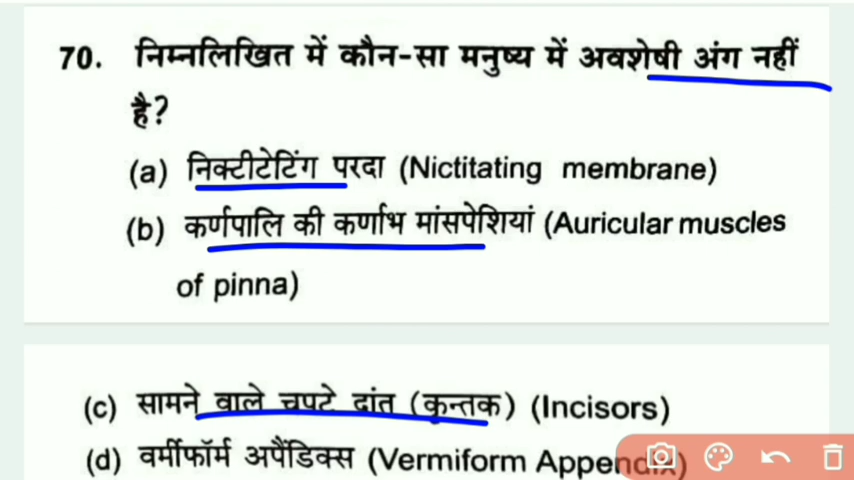 70. निम्नलिखित में कौन-सा मनुष्य में अवशेषी अंग नहीं
है?
(a) निक्टीटेटिंग परदा (Nictitating membrane)
(b) कर्णपालि की कर्णाभ मांसपेशियां (Auricular muscles
of pinna)
(c) सामने वाले चपटे दांत (कृन्तक) (Incisors)
(d) वर्मीफॉर्म अपैंडिक्स (Vermiform Appendix)